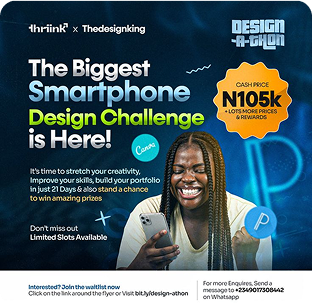 thriink x Thedesignking
DESIGN
-A-THON
The Biggest
Smartphone
Design Challenge
is Here!
CASH PRICE
N105k
+ LOTS MORE PRIZES
& REWARDS
Canva
It's time to stretch your creativity,
Improve your skills, build your portfolio
in just 21 Days & also stand a chance
to win amazing prizes
Don't miss out
Limited Slots Available
P
Interested? Join the waitlist now
Click on the link around the flyer or Visit bit.ly/design-athon
For more Enquires, Send a
message to +2349017308442
on Whatsapp